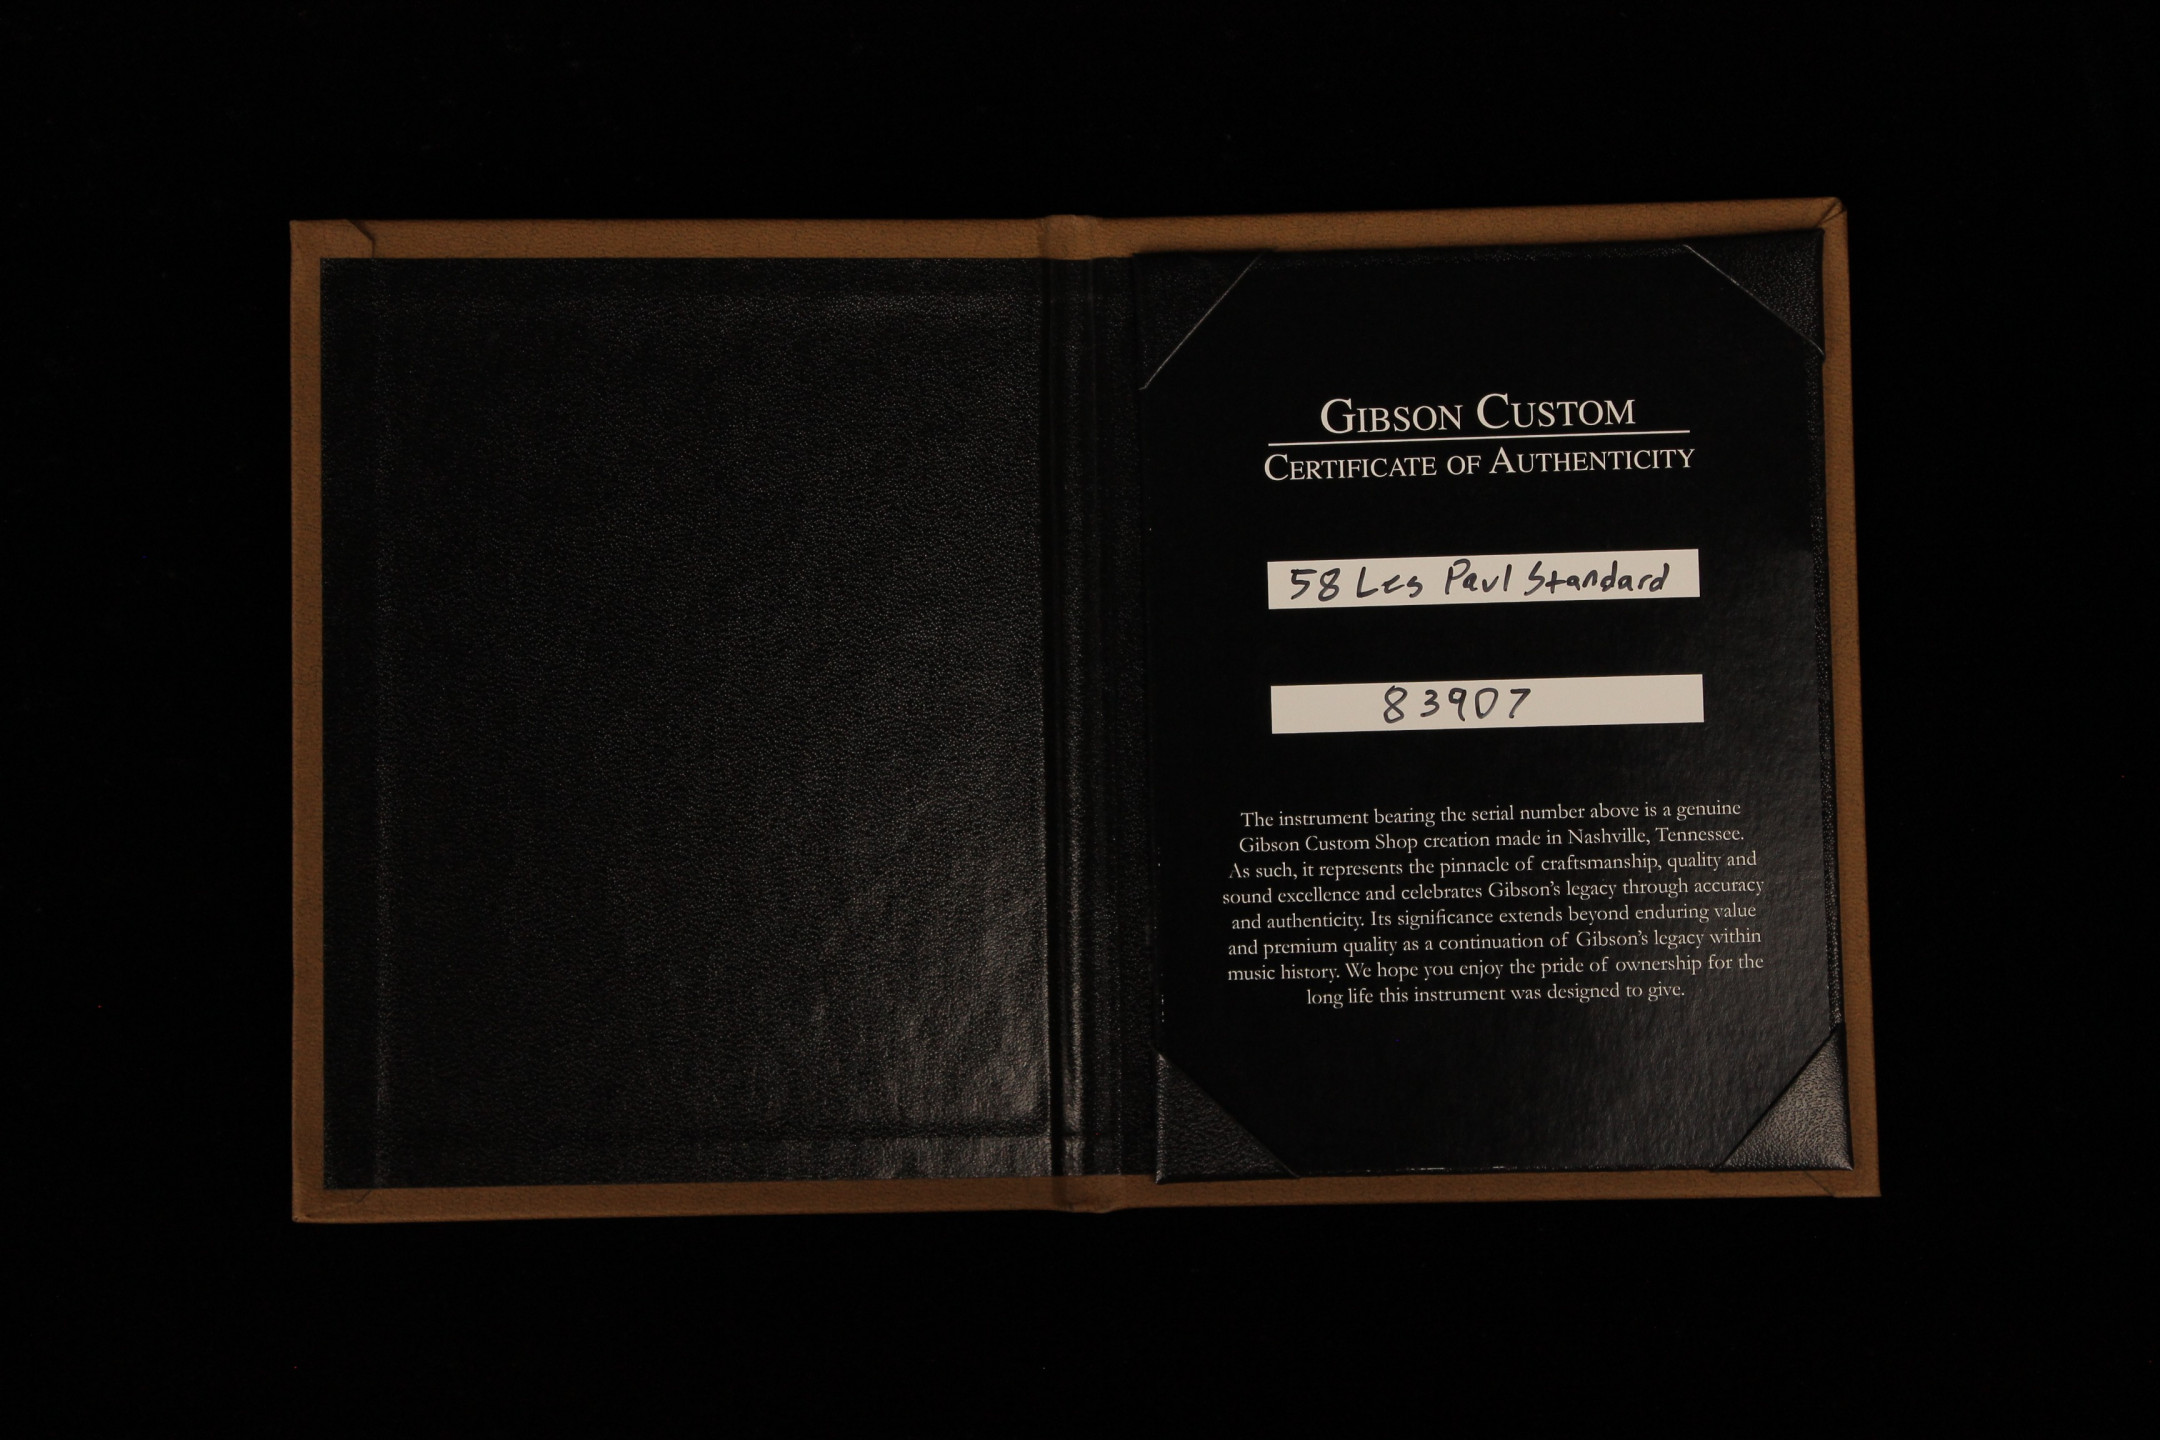 GIBSON CUSTOM
CERTIFICATE OF AUTHENTICITY
58 Les Paul Standard
83907
The instrument bearing the serial number above is a genuine
Gibson Custom Shop creation made in Nashville, Tennessee.
As such, it represents the pinnacle of craftsmanship, quality and
sound excellence and celebrates Gibson's legacy through accuracy
and authenticity. Its significance extends beyond enduring value
and premium quality as a continuation of Gibson's legacy within
music history. We hope you enjoy the pride of ownership for the
long life this instrument was designed to give.